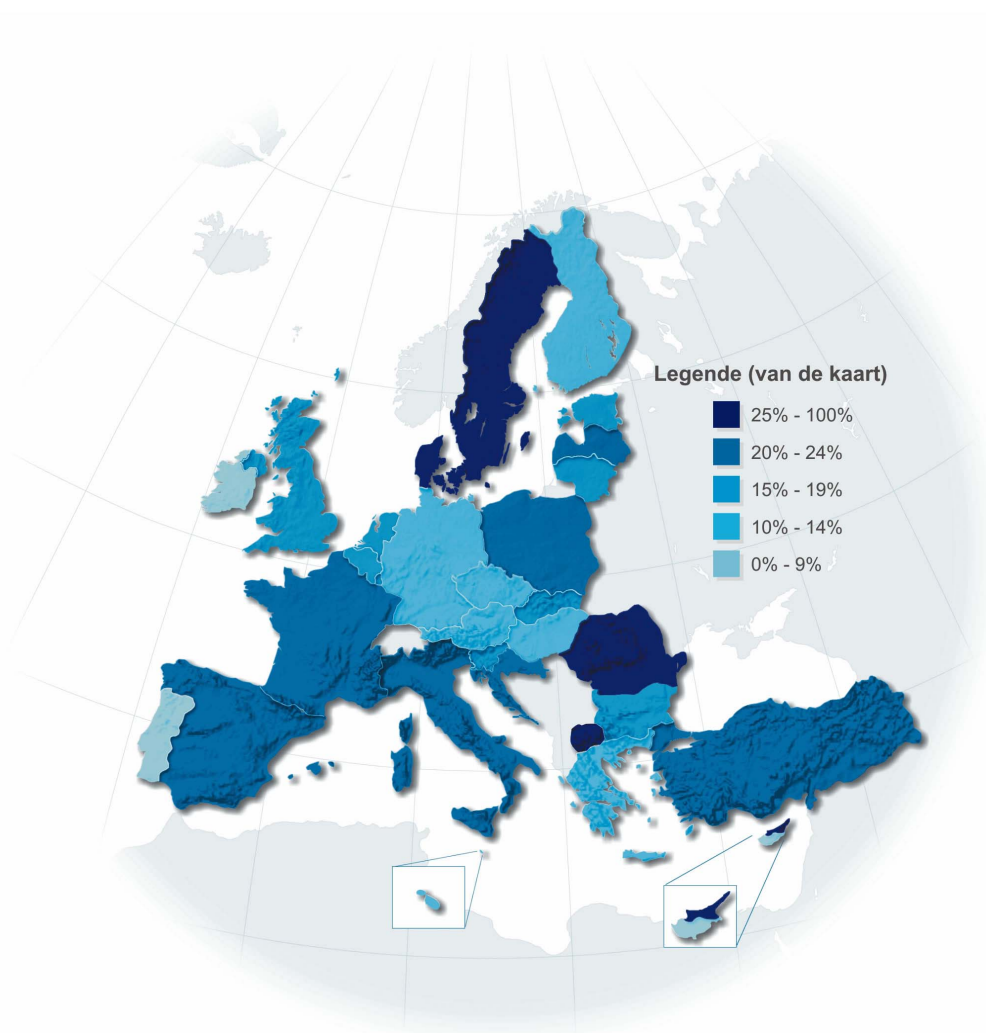 Legende (van de kaart)
25% - 100%
20% - 24%
15% - 19%
10% - 14%
0% - 9%